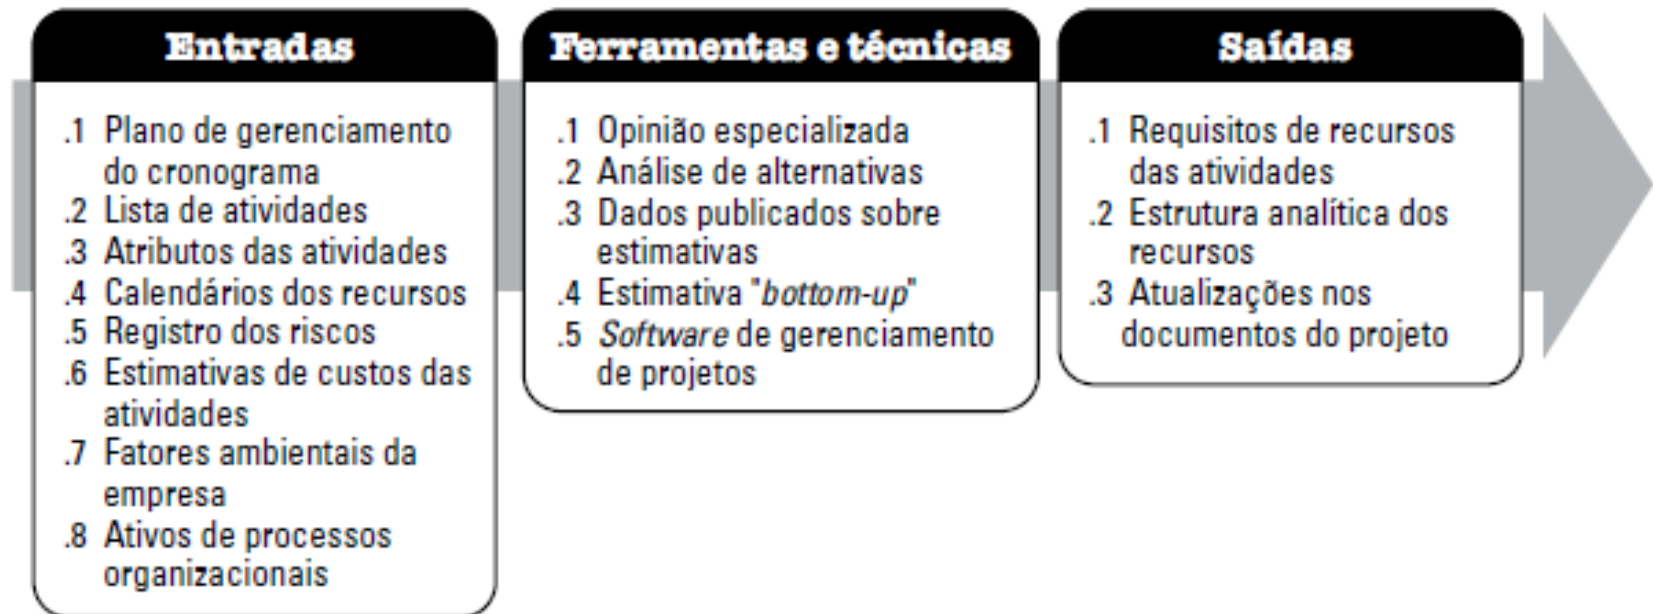 Entradas
.1 Plano de gerenciamento
do cronograma
.2 Lista de atividades
.3 Atributos das atividades
.4 Calendários dos recursos
.5 Registro dos riscos
.6 Estimativas de custos das
atividades
.7 Fatores ambientais da
empresa
.8 Ativos de processos
organizacionais
Ferramentas e técnicas
.1 Opinião especializada
.2 Análise de alternativas
.3 Dados publicados sobre
estimativas
.4 Estimativa "bottom-up"
.5 Software de gerenciamento
de projetos
Saídas
.1 Requisitos de recursos
das atividades
.2 Estrutura analítica dos
recursos
.3 Atualizações nos
documentos do projeto